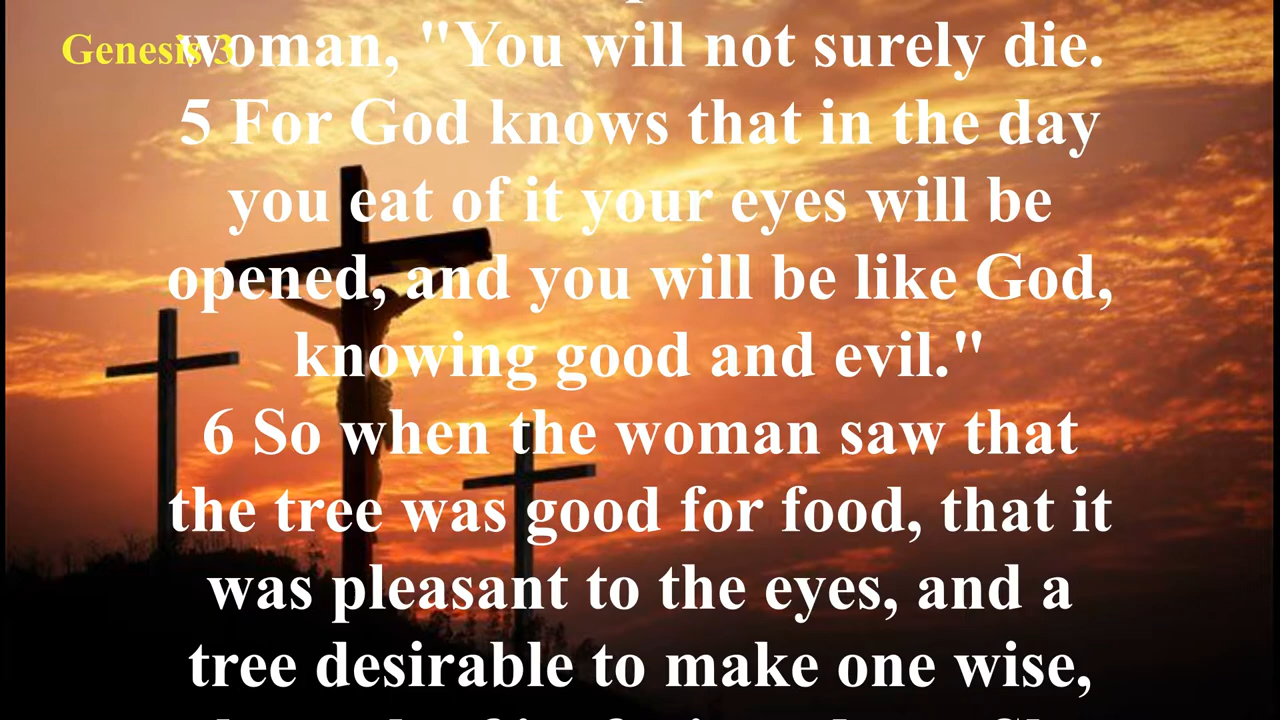 Genesis 3
woman, "You will not surely die.
5 For God knows that in the day
you eat of it your eyes will be
opened, and you will be like God,
knowing good and evil."
6 So when the woman saw that
the tree was good for food, that it
was pleasant to the eyes, and a
tree desirable to make one wise,